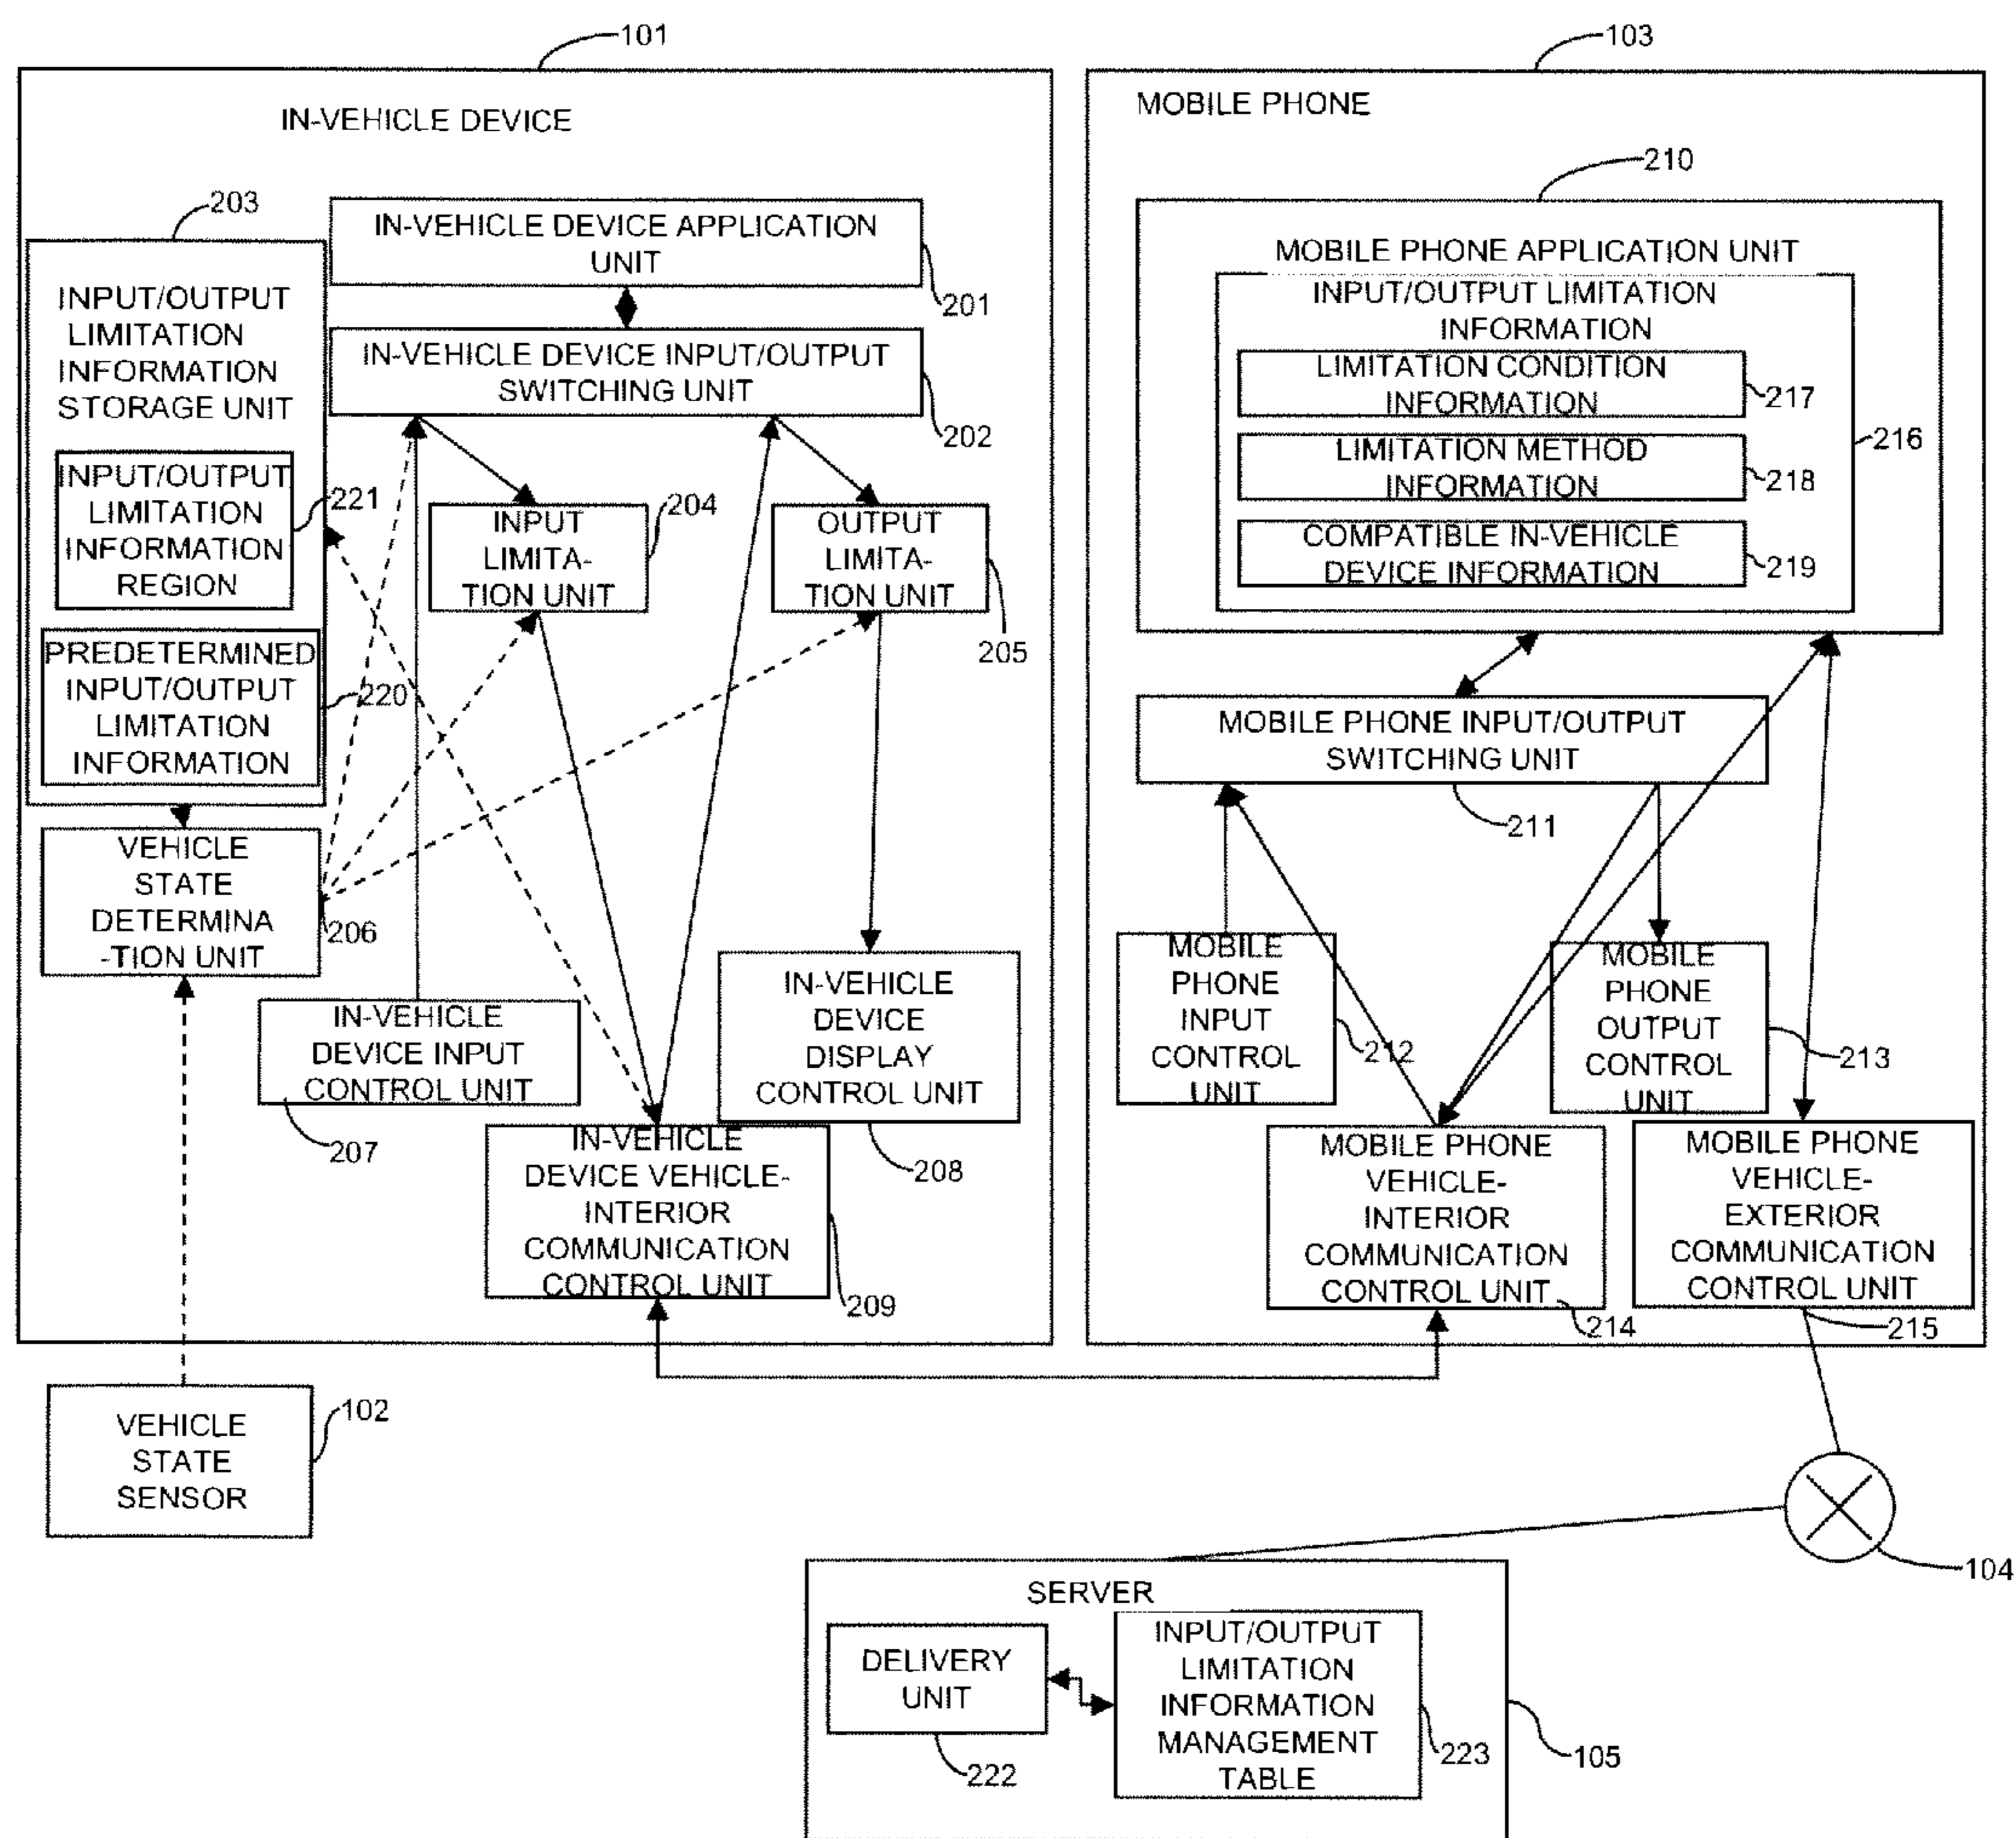 101
103
IN-VEHICLE DEVICE
MOBILE PHONE
203
IN-VEHICLE DEVICE APPLICATION
UNIT
201
INPUT/OUTPUT
LIMITATION
INFORMATION
STORAGE UNIT
IN-VEHICLE DEVICE INPUT/OUTPUT
SWITCHING UNIT
202
INPUT/OUTPUT
LIMITATION
INFORMATION
REGION
221
INPUT
LIMITA-
TION UNIT
204
OUTPUT
LIMITA-
TION UNIT
205
PREDETERMINED
INPUT/OUTPUT
LIMITATION
INFORMATION
220
VEHICLE
STATE
DETERMINA
-TION UNIT
206
IN-VEHICLE
DEVICE INPUT
CONTROL UNIT
207
IN-VEHICLE
DEVICE
DISPLAY
CONTROL UNIT
208
IN-VEHICLE
DEVICE VEHICLE-
INTERIOR
COMMUNICATION
CONTROL UNIT
209
210
MOBILE PHONE APPLICATION UNIT
INPUT/OUTPUT LIMITATION
INFORMATION
LIMITATION CONDITION
INFORMATION
217
LIMITATION METHOD
INFORMATION
218
COMPATIBLE IN-VEHICLE
DEVICE INFORMATION
219
216
MOBILE PHONE INPUT/OUTPUT
SWITCHING UNIT
211
MOBILE
PHONE
INPUT
CONTROL
UNIT
212
MOBILE
PHONE
OUTPUT
CONTROL
UNIT
213
MOBILE PHONE
VEHICLE-
INTERIOR
COMMUNICATION
CONTROL UNIT
214
MOBILE PHONE
VEHICLE-
EXTERIOR
COMMUNICATION
CONTROL UNIT
215
VEHICLE
STATE
SENSOR
102
104
SERVER
DELIVERY
UNIT
222
INPUT/OUTPUT
LIMITATION
INFORMATION
MANAGEMENT
TABLE
223
105